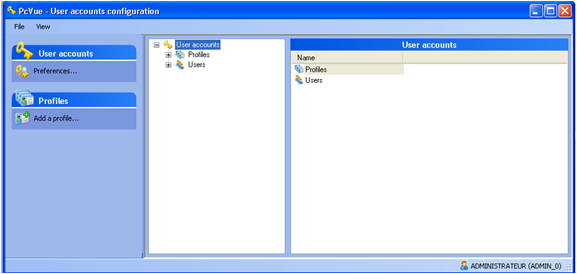 PcVue - User accounts configuration
File View
User accounts
Preferences...
Profiles
Add a profile...
User accounts
Profiles
Users
User accounts
Name
Profiles
Users
ADMINISTRATEUR (ADMIN_0)